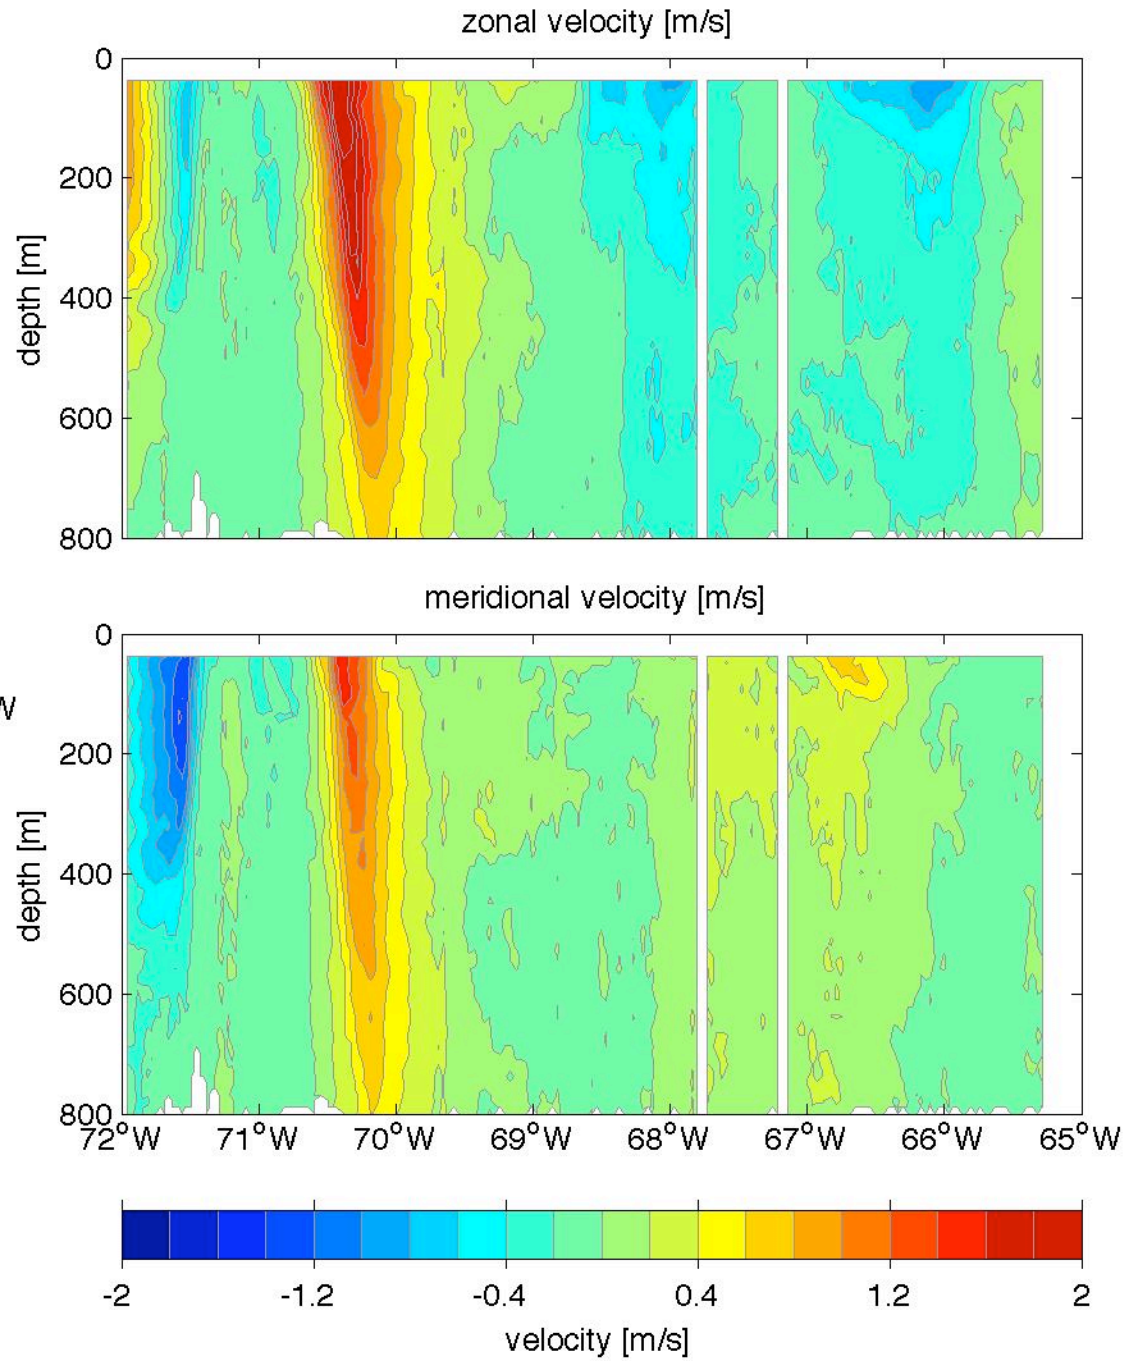 zonal velocity [m/s]
0
200
400
600
800
depth [m]
meridional velocity [m/s]
0
200
400
600
800
depth [m]
W
72°W 71°W 70°W 69°W 68°W 67°W 66°W 65°W
-2 -1.2 -0.4 0.4 1.2 2
velocity [m/s]